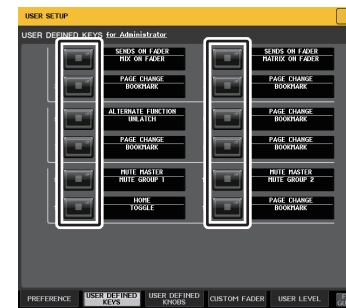 USER SETUP
USER DEFINED KEYS for Administrator
SENDS ON FADER
MIX ON FADER
SENDS ON FADER
MATRIX ON FADER
PAGE CHANGE
BOOKMARK
PAGE CHANGE
BOOKMARK
ALTERNATE FUNCTION
UNLATCH
PAGE CHANGE
BOOKMARK
PAGE CHANGE
BOOKMARK
PAGE CHANGE
BOOKMARK
MUTE MASTER
MUTE GROUP 1
MUTE MASTER
MUTE GROUP 2
HOME
TOGGLE
PAGE CHANGE
BOOKMARK
PREFERENCE
USER DEFINED
KEYS
USER DEFINED
KNOBS
CUSTOM FADER
USER LEVEL